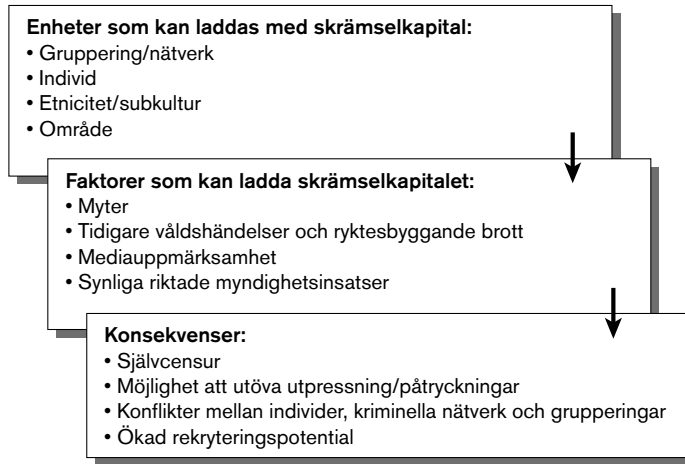 Enheter som kan laddas med skrämselkapital:
• Gruppering/nätverk
• Individ
• Etnicitet/subkultur
• Område
Faktorer som kan ladda skrämselkapitalet:
• Myter
• Tidigare våldshändelser och ryktesbyggande brott
• Mediauppmärksamhet
• Synliga riktade myndighetsinsatser
Konsekvenser:
• Självcensur
• Möjlighet att utöva utpressning/påtryckningar
• Konflikter mellan individer, kriminella nätverk och grupperingar
• Ökad rekryteringspotential